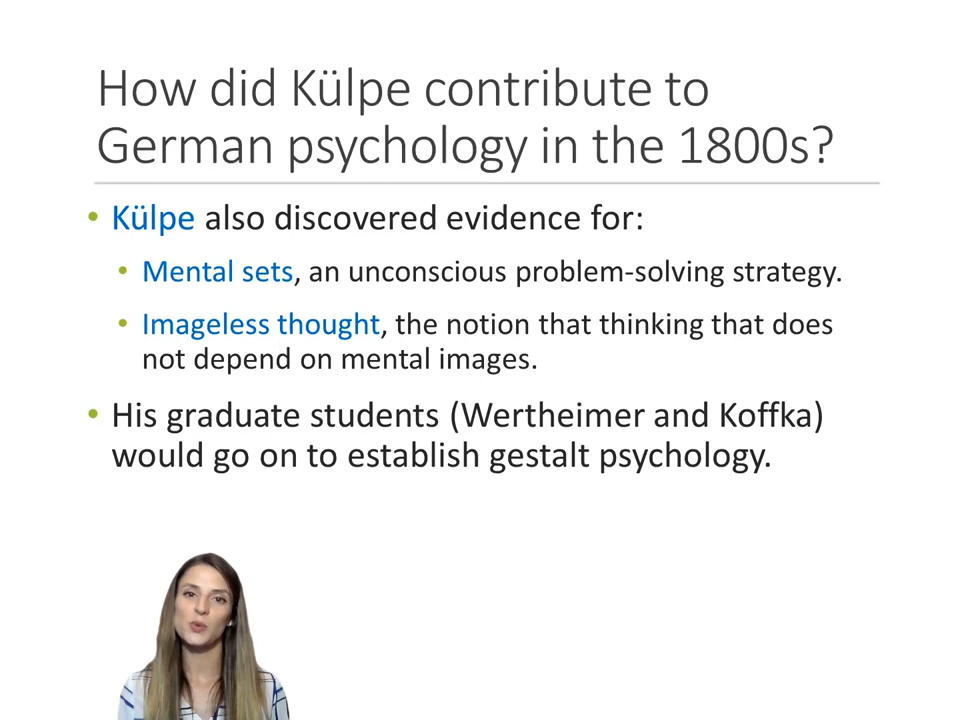 How did Külpe contribute to
German psychology in the 1800s?
• Külpe also discovered evidence for:
• Mental sets, an unconscious problem-solving strategy.
• Imageless thought, the notion that thinking that does
not depend on mental images.
• His graduate students (Wertheimer and Koffka)
would go on to establish gestalt psychology.